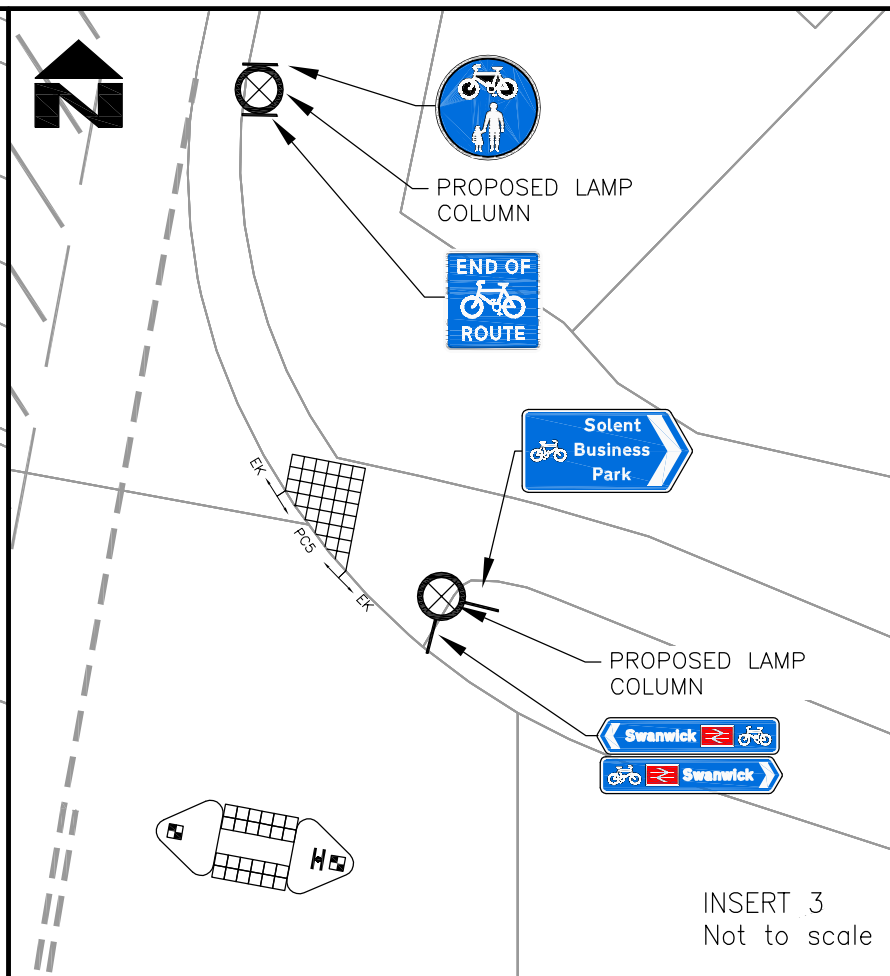 N
PROPOSED LAMP
COLUMN
END OF
ROUTE
Solent
Business
Park
EK
PC5
EK
PROPOSED LAMP
COLUMN
Swanwick
Swanwick
INSERT 3
Not to scale